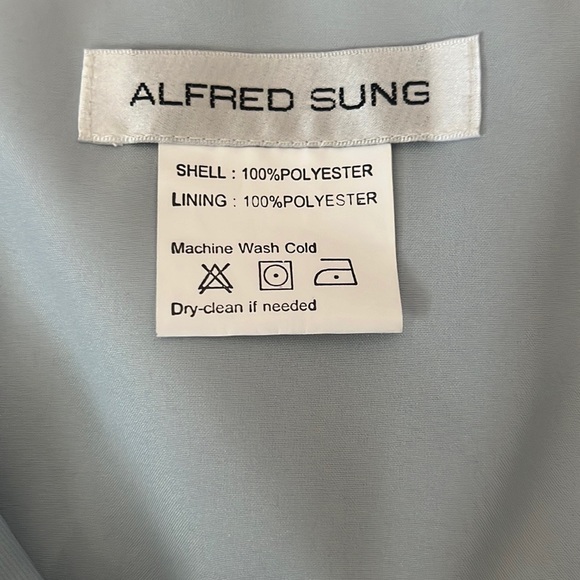 ALFRED SUNG
SHELL : 100%POLYESTER
LINING : 100%POLYESTER
Machine Wash Cold
Dry-clean if needed